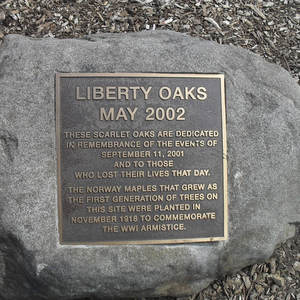 LIBERTY OAKS
MAY 2002
THESE SCARLET OAKS ARE DEDICATED
IN REMEMBRANCE OF THE EVENTS OF
SEPTEMBER 11, 2001
AND TO THOSE
WHO LOST THEIR LIVES THAT DAY.
THE NORWAY MAPLES THAT GREW AS
THE FIRST GENERATION OF TREES ON
THIS SITE WERE PLANTED IN
NOVEMBER 1918 TO COMMEMORATE
THE WWI ARMISTICE.